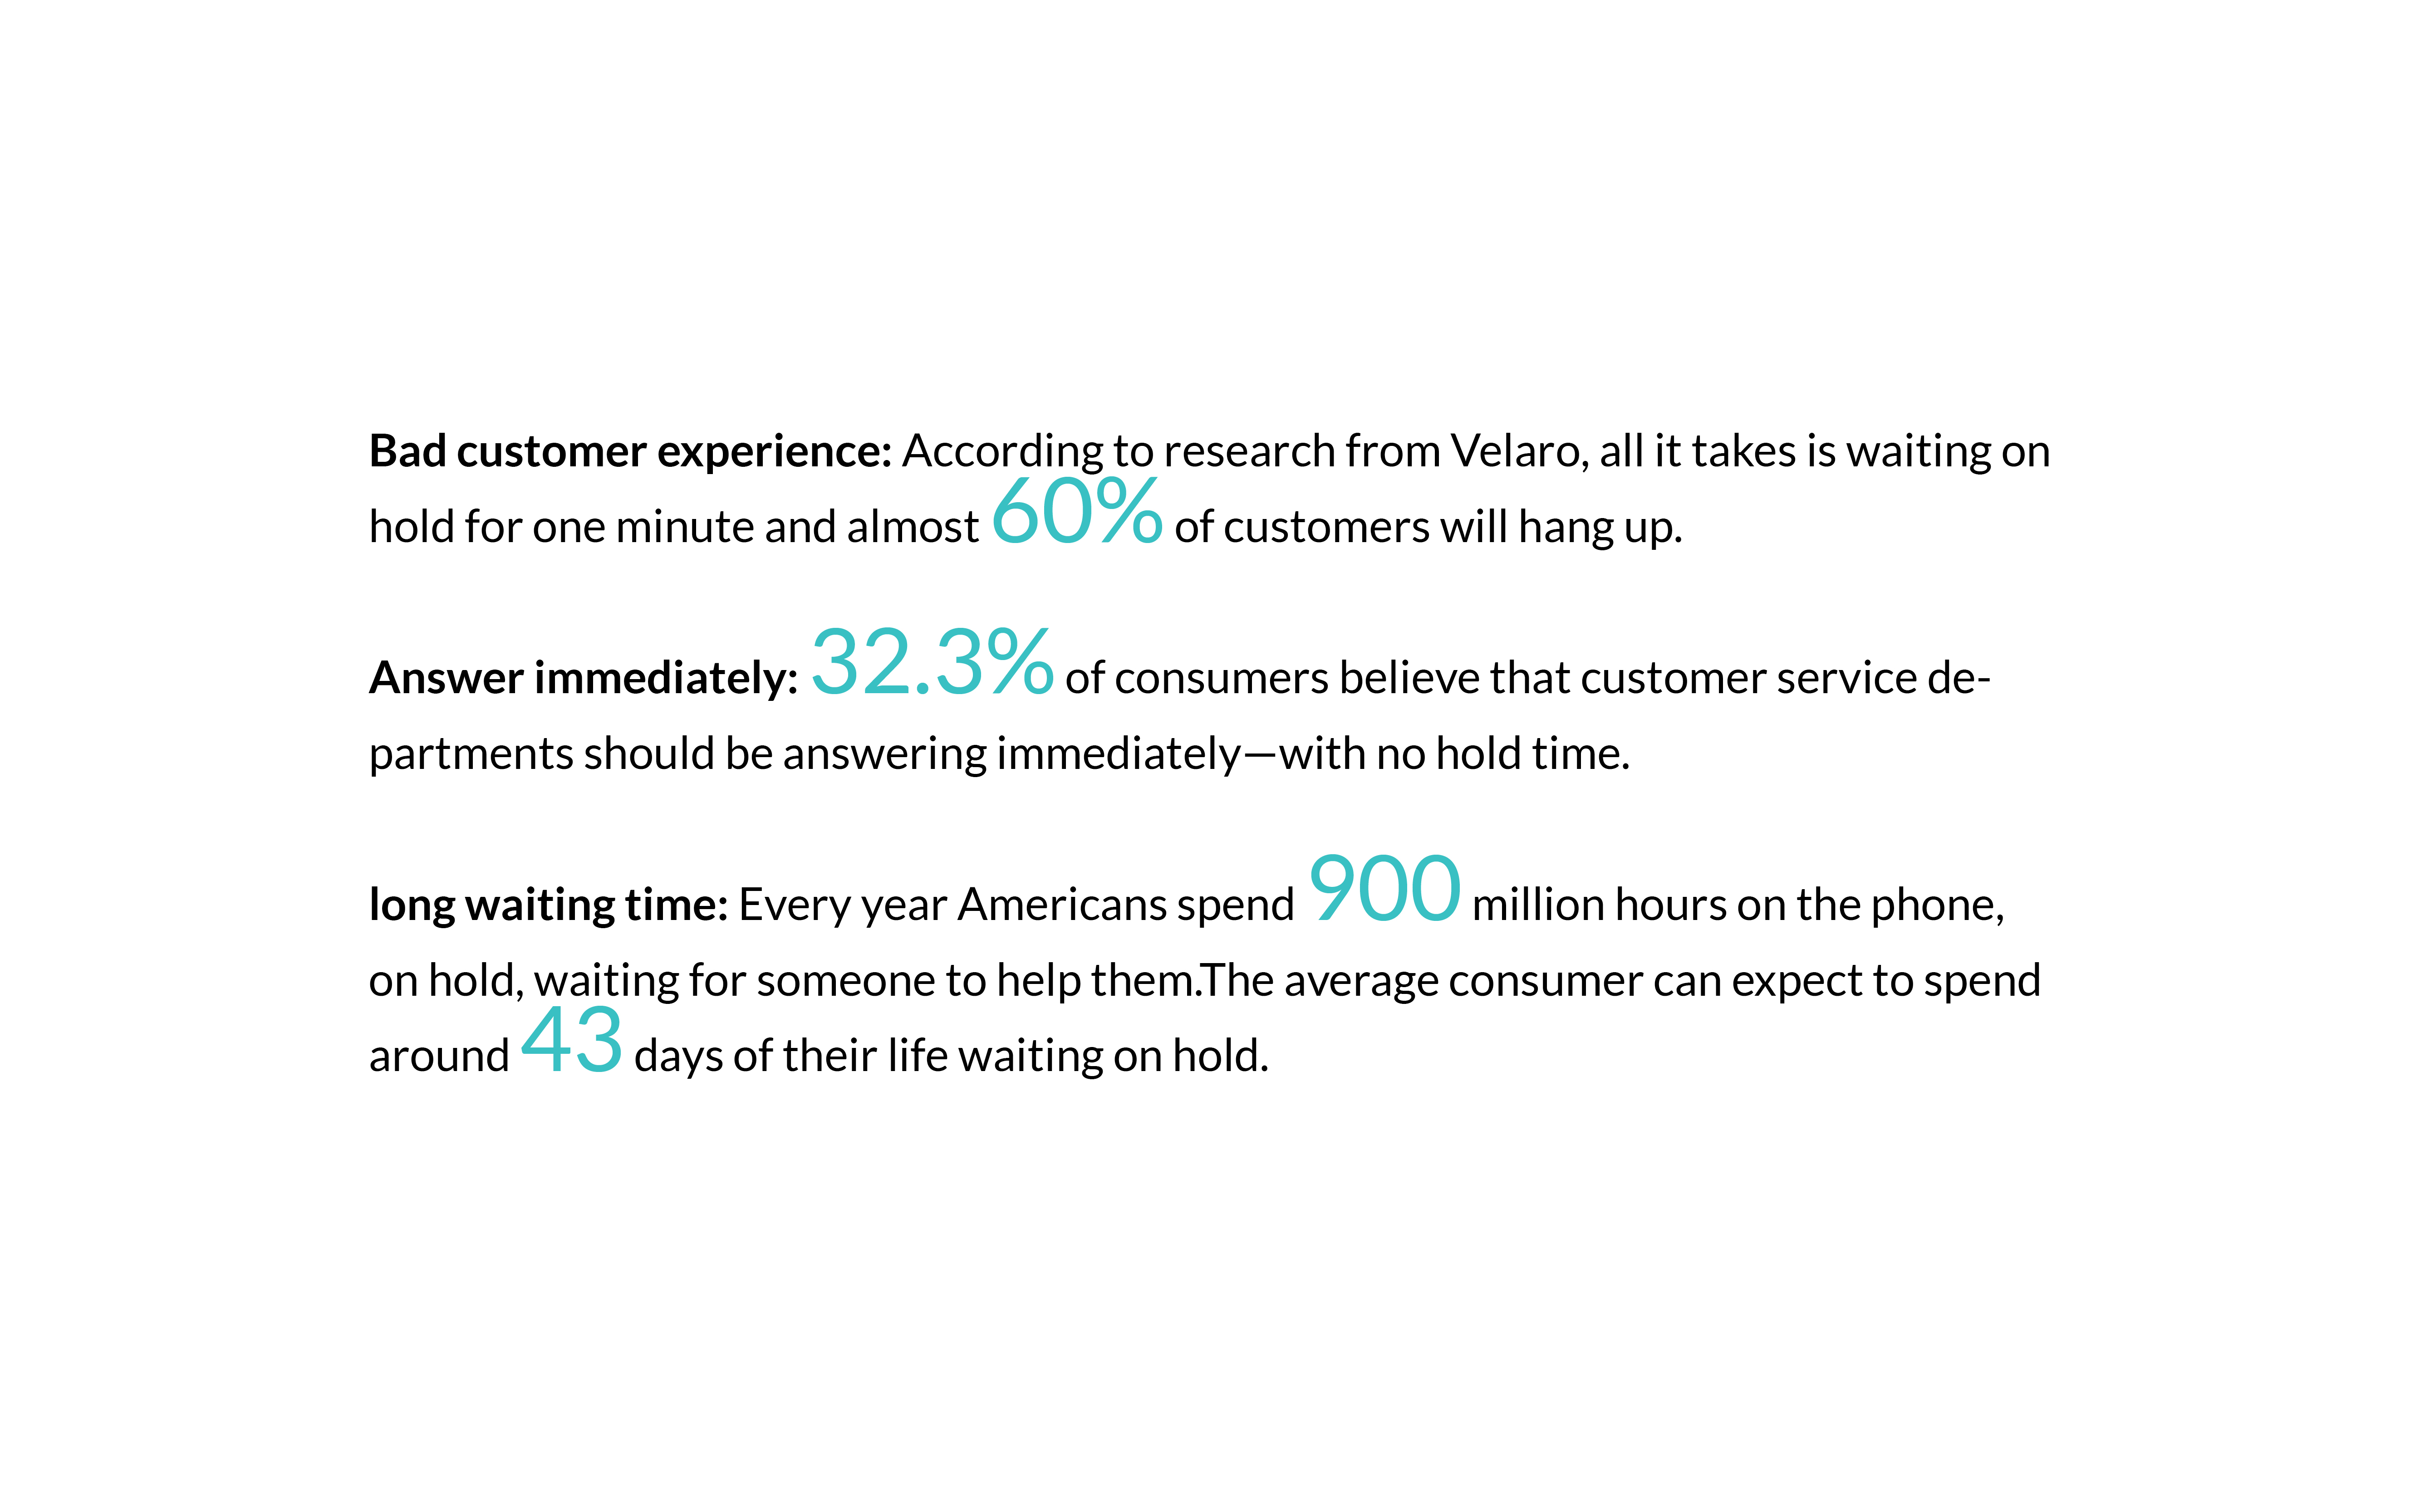 Bad customer experience: According to research from Velaro, all it takes is waiting on
hold for one minute and almost 60% of customers will hang up.
Answer immediately: 32.3% of consumers believe that customer service de-
partments should be answering immediately—with no hold time.
long waiting time: Every year Americans spend 900 million hours on the phone,
on hold, waiting for someone to help them.The average consumer can expect to spend
around 43 days of their life waiting on hold.